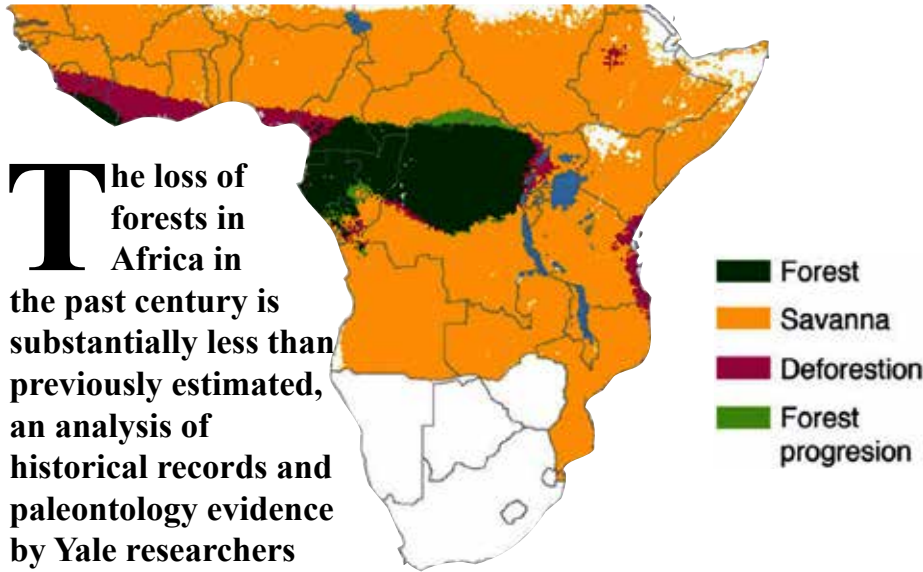 The loss of
forests in
Africa in
the past century is
substantially less than
previously estimated,
an analysis of
historical records and
paleontology evidence
by Yale researchers
Forest
Savanna
Deforestion
Forest
progresion